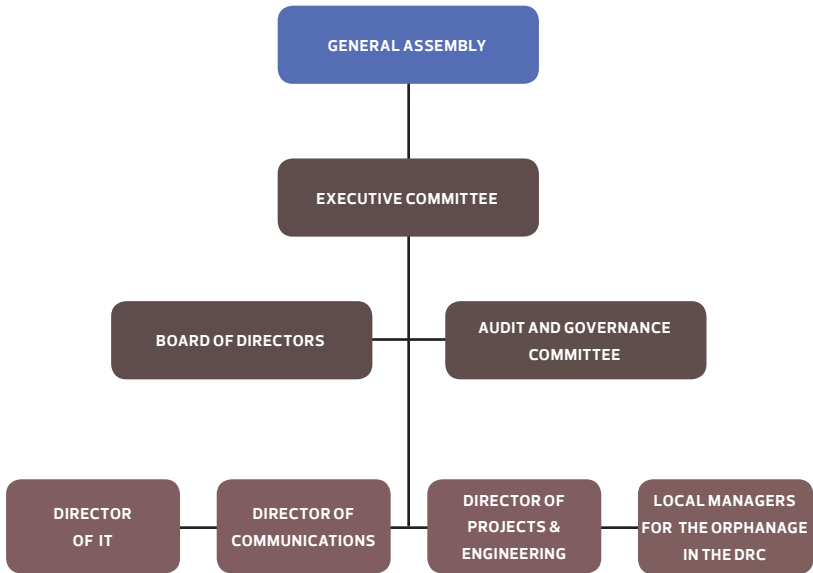 GENERAL ASSEMBLY
EXECUTIVE COMMITTEE
BOARD OF DIRECTORS
AUDIT AND GOVERNANCE
COMMITTEE
DIRECTOR
OF IT
DIRECTOR OF
COMMUNICATIONS
DIRECTOR OF
PROJECTS &
ENGINEERING
LOCAL MANAGERS
FOR THE ORPHANAGE
IN THE DRC